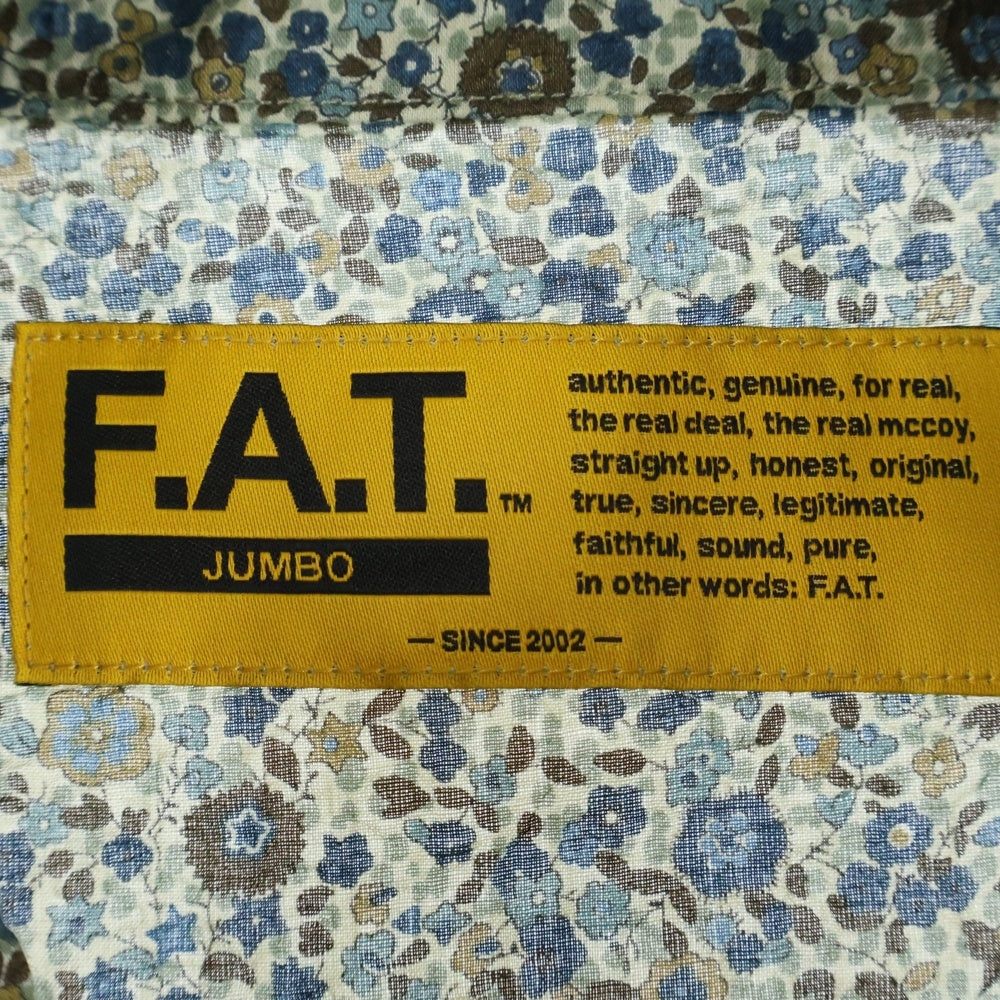 F.A.T.™
JUMBO
authentic, genuine, for real,
the real deal, the real mccoy,
straight up, honest, original,
true, sincere, legitimate,
faithful, sound, pure,
in other words: F.A.T.
— SINCE 2002 —